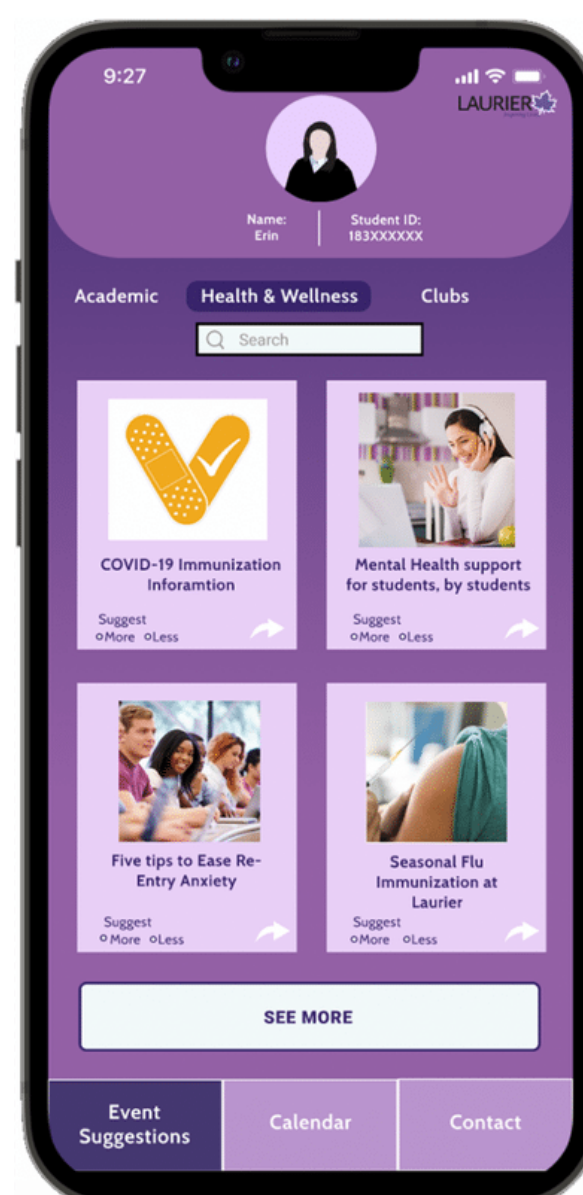 9:27
LAURIER
Name:
Erin
Student ID:
183XXXXXX
Academic
Health & Wellness
Clubs
Search
COVID-19 Immunization
Inforamtion
Suggest
More Less
Mental Health support
for students, by students
Suggest
More Less
Five tips to Ease Re-
Entry Anxiety
Suggest
More Less
Seasonal Flu
Immunization at
Laurier
Suggest
More Less
SEE MORE
Event
Suggestions
Calendar
Contact